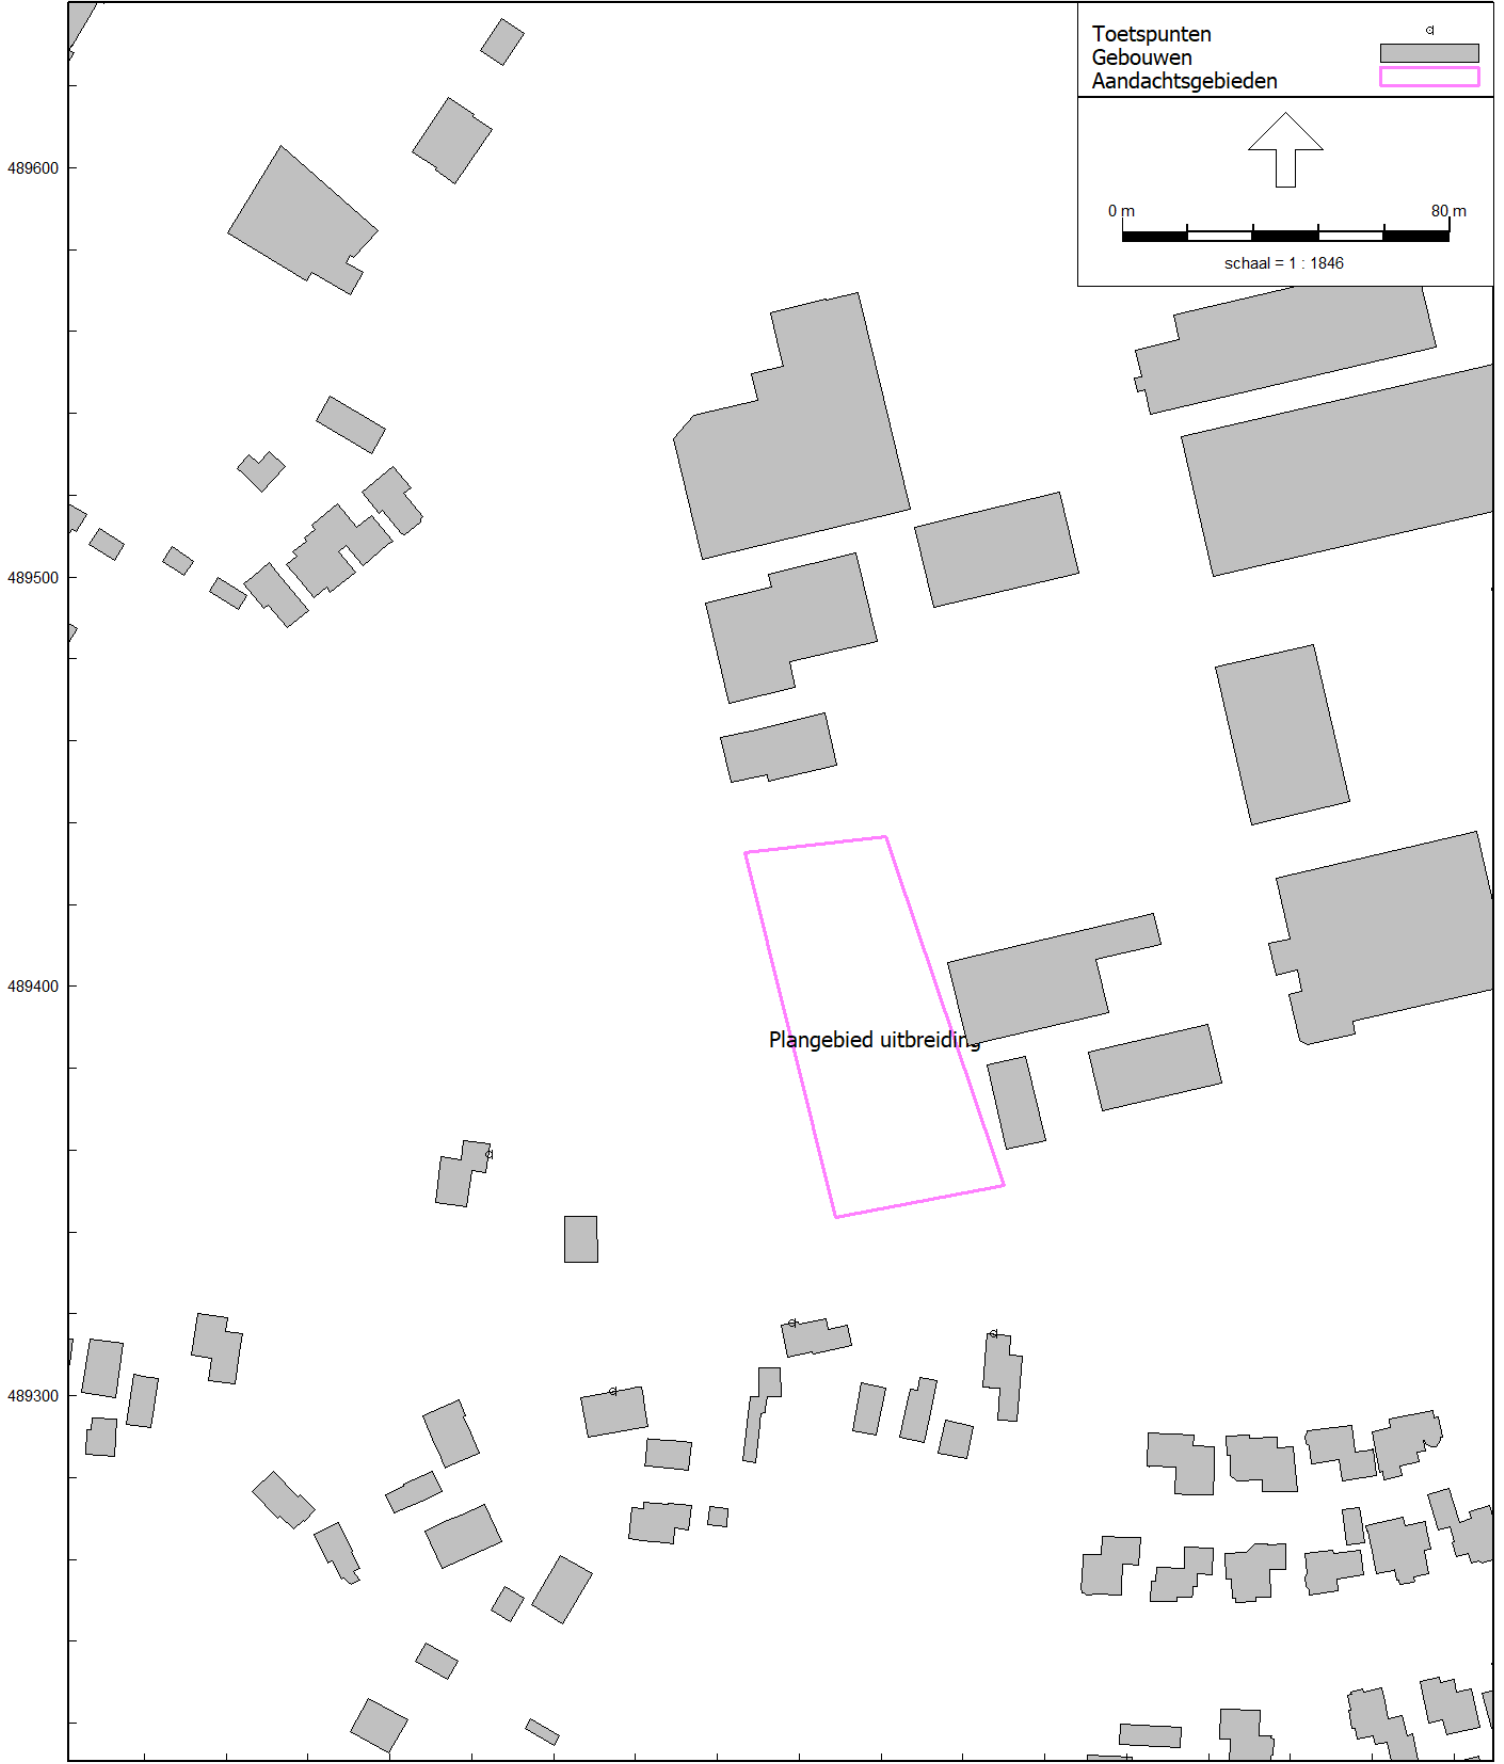 Toetspunten
Gebouwen
Aandachtsgebieden
0 m 80 m
schaal = 1 : 1846
489600
489500
489400
Plangebied uitbreiding
489300